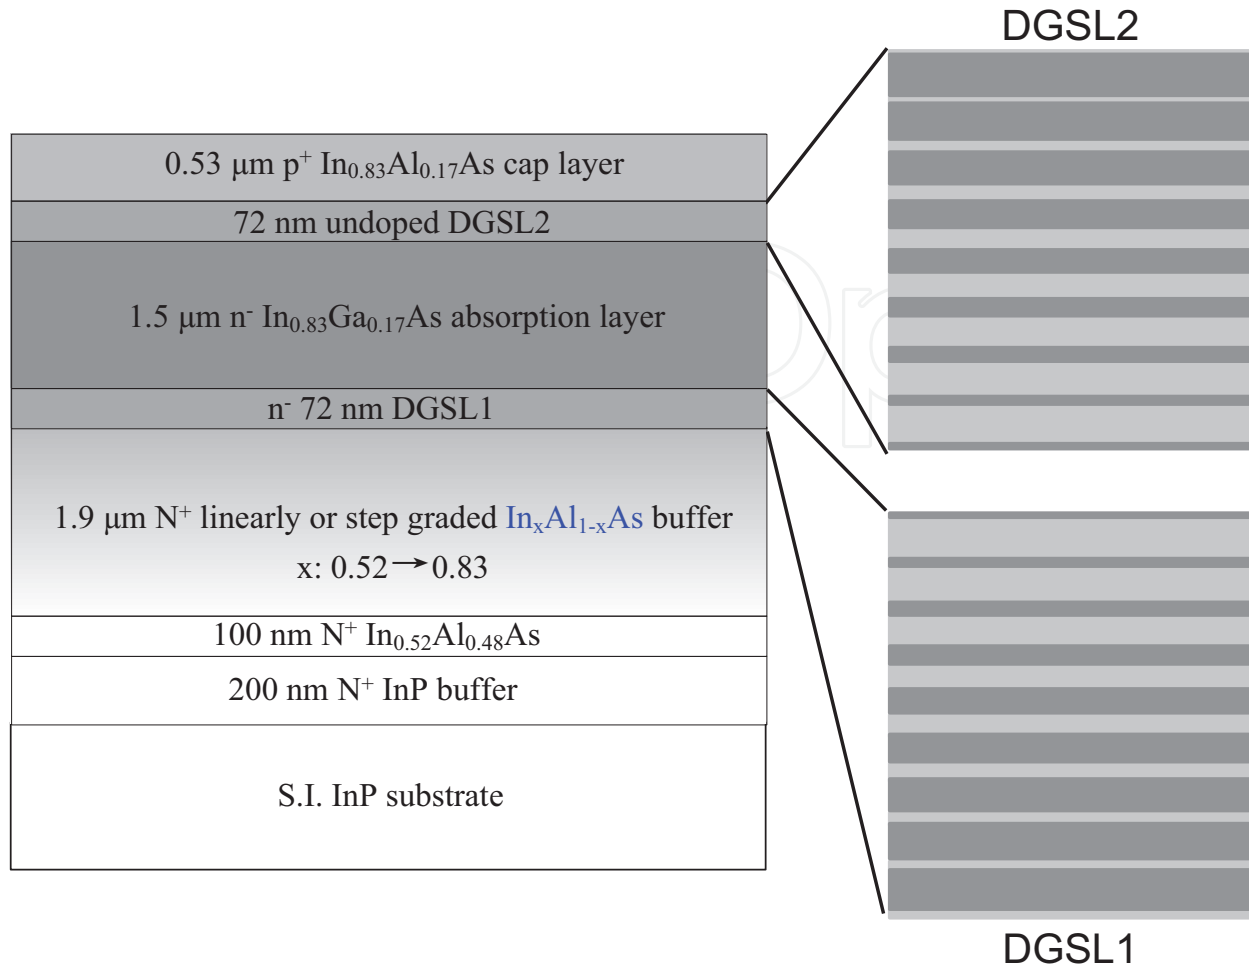 DGSL2
0.53 μm p⁺ In₀.₈₃Al₀.₁₇As cap layer
72 nm undoped DGSL2
1.5 μm n⁻ In₀.₈₃Ga₀.₁₇As absorption layer
n⁻ 72 nm DGSL1
1.9 μm N⁺ linearly or step graded InₓAl₁₋ₓAs buffer
x: 0.52→0.83
100 nm N⁺ In₀.₅₂Al₀.₄₈As
200 nm N⁺ InP buffer
S.I. InP substrate
DGSL1